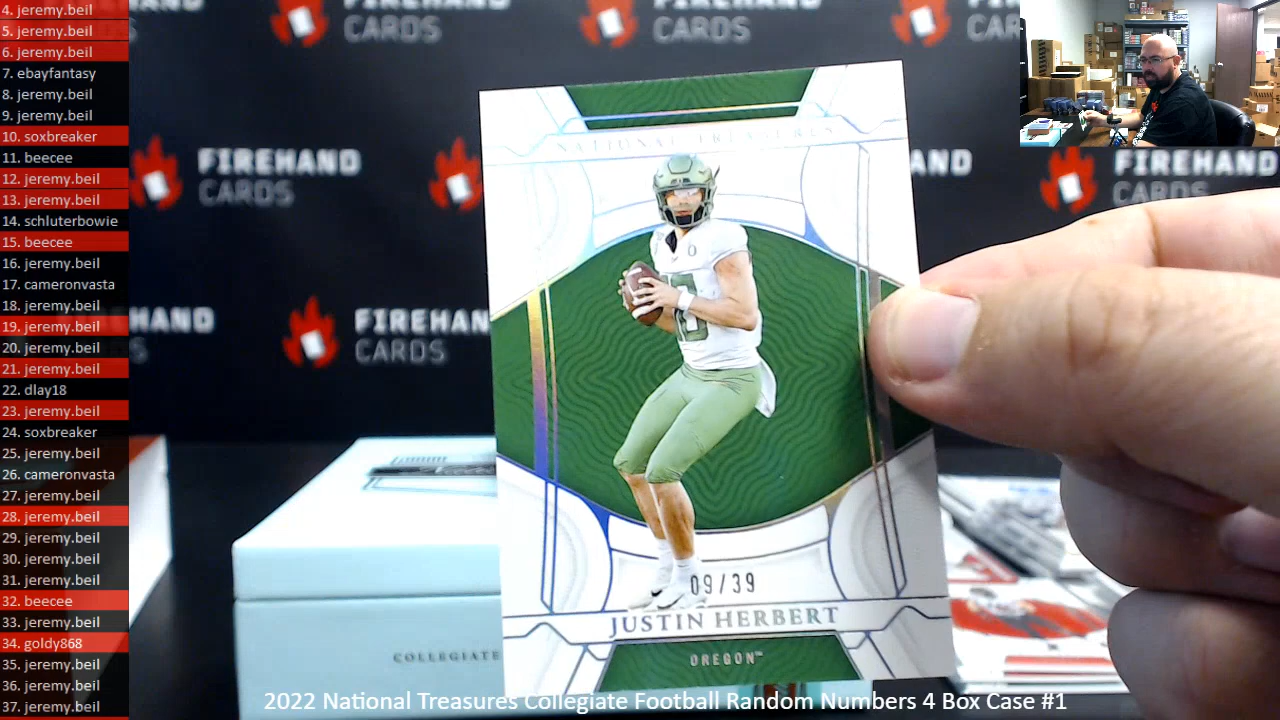 4. jeremy.beil
5. jeremy.beil
6. jeremy.beil
7. ebayfantasy
8. jeremy.beil
9. jeremy.beil
10. soxbreaker
11. beecee
12. jeremy.beil
13. jeremy.beil
14. schluterbowie
15. beecee
16. jeremy.beil
17. cameronvasta
18. jeremy.beil
19. jeremy.beil
20. jeremy.beil
21. jeremy.beil
22. dlay18
23. jeremy.beil
24. soxbreaker
25. jeremy.beil
26. cameronvasta
27. jeremy.beil
28. jeremy.beil
29. jeremy.beil
30. jeremy.beil
31. jeremy.beil
32. beecee
33. jeremy.beil
34. goldy868
35. jeremy.beil
36. jeremy.beil
37. jeremy.beil
FIREHAND
CARDS
CARDS
CARDS
FIREHAND
CARDS
NATIONAL TREASURES
09/39
JUSTIN HERBERT
OREGON™
COLLEGIATE
2022 National Treasures Collegiate Football Random Numbers 4 Box Case #1